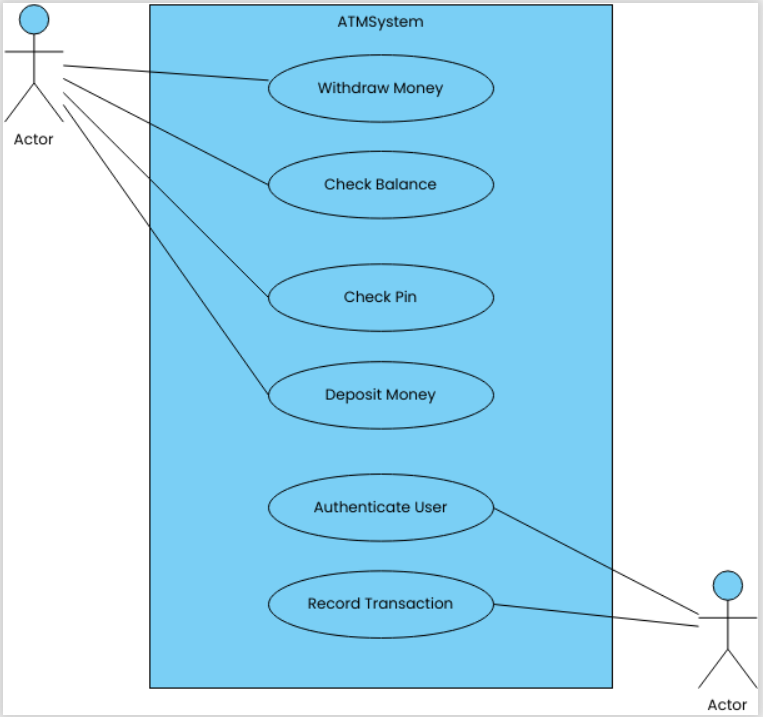 ATMSystem
Withdraw Money
Actor
Check Balance
Check Pin
Deposit Money
Authenticate User
Record Transaction
Actor